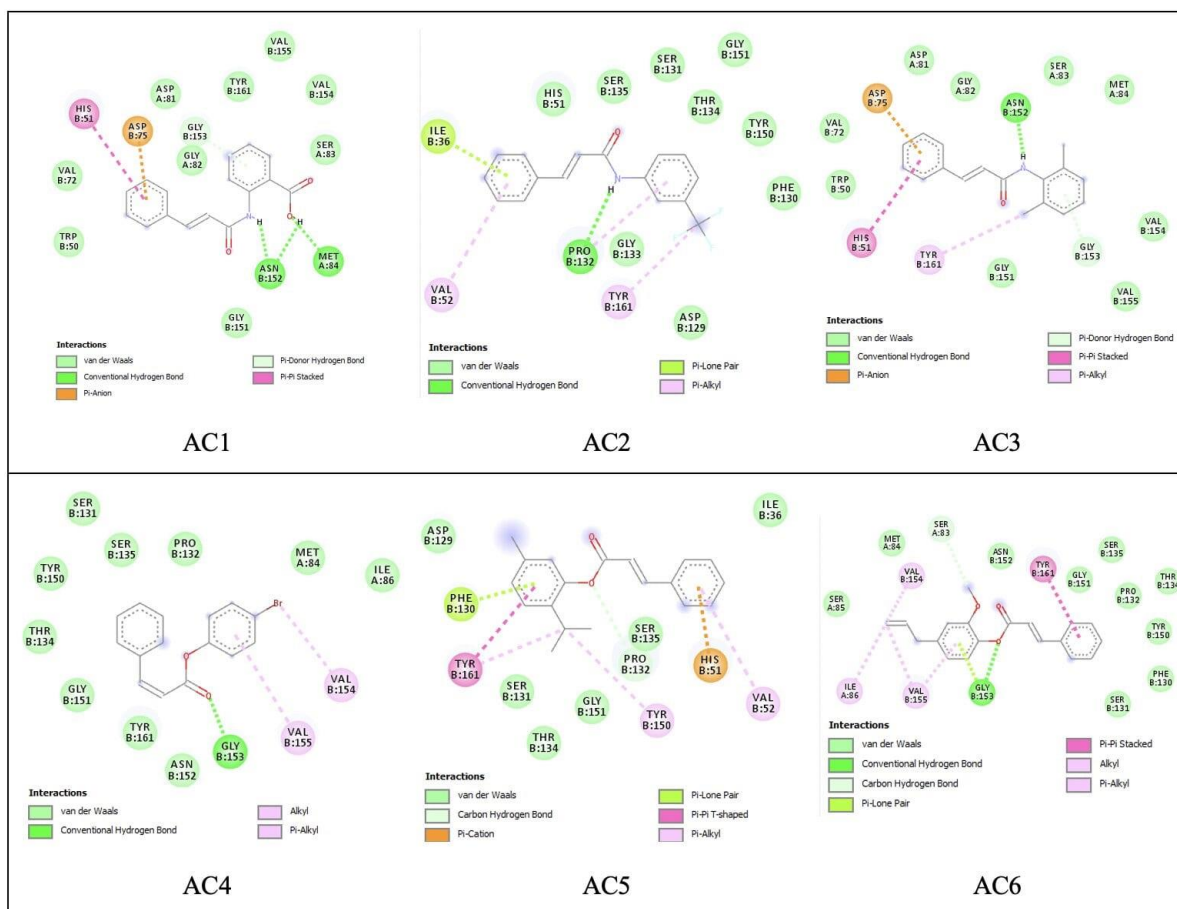 VAL
B:155
ASP
B:81
TYR
B:161
VAL
B:154
HIS
B:51
ASP
B:75
GLY
B:153
GLY
A:82
SER
A:83
VAL
B:72
O
N
H
O
O
H
TRP
B:50
ASN
B:152
MET
A:84
GLY
B:151
Interactions
van der Waals
Conventional Hydrogen Bond
Pi-Anion
Pi-Donor Hydrogen Bond
Pi-Pi Stacked
AC1
GLY
B:151
SER
B:131
SER
B:135
HIS
B:51
THR
B:134
TYR
B:150
ILE
B:36
O
N
H
F
F
F
PHE
B:130
PRO
B:132
GLY
B:133
VAL
B:52
TYR
B:161
ASP
B:129
Interactions
van der Waals
Conventional Hydrogen Bond
Pi-Lone Pair
Pi-Alkyl
AC2
ASP
A:81
SER
A:83
GLY
A:82
MET
A:84
ASP
B:75
ASN
B:152
VAL
B:72
H
N
O
TRP
B:50
VAL
B:154
HIS
B:51
TYR
B:161
GLY
B:151
GLY
B:153
VAL
B:155
Interactions
van der Waals
Conventional Hydrogen Bond
Pi-Anion
Pi-Donor Hydrogen Bond
Pi-Pi Stacked
Pi-Alkyl
AC3
SER
B:131
SER
B:135
PRO
B:132
MET
A:84
ILE
A:86
TYR
B:150
Br
THR
B:134
O
O
GLY
B:151
VAL
B:154
TYR
B:161
GLY
B:153
VAL
B:155
ASN
B:152
Interactions
van der Waals
Conventional Hydrogen Bond
Alkyl
Pi-Alkyl
AC4
ASP
B:129
ILE
B:36
O
O
PHE
B:130
SER
B:135
PRO
B:132
HIS
B:51
TYR
B:161
SER
B:131
GLY
B:151
TYR
B:150
VAL
B:52
THR
B:134
Interactions
van der Waals
Carbon Hydrogen Bond
Pi-Cation
Pi-Lone Pair
Pi-Pi T-shaped
Pi-Alkyl
AC5
SER
B:83
MET
A:84
VAL
B:154
ASN
B:152
TYR
B:161
SER
B:135
GLY
B:151
THR
B:134
SER
A:85
PRO
B:132
O
O
O
TYR
B:150
ILE
A:86
VAL
B:155
GLY
B:153
PHE
B:130
SER
B:131
Interactions
van der Waals
Conventional Hydrogen Bond
Carbon Hydrogen Bond
Pi-Lone Pair
Pi-Pi Stacked
Alkyl
Pi-Alkyl
AC6